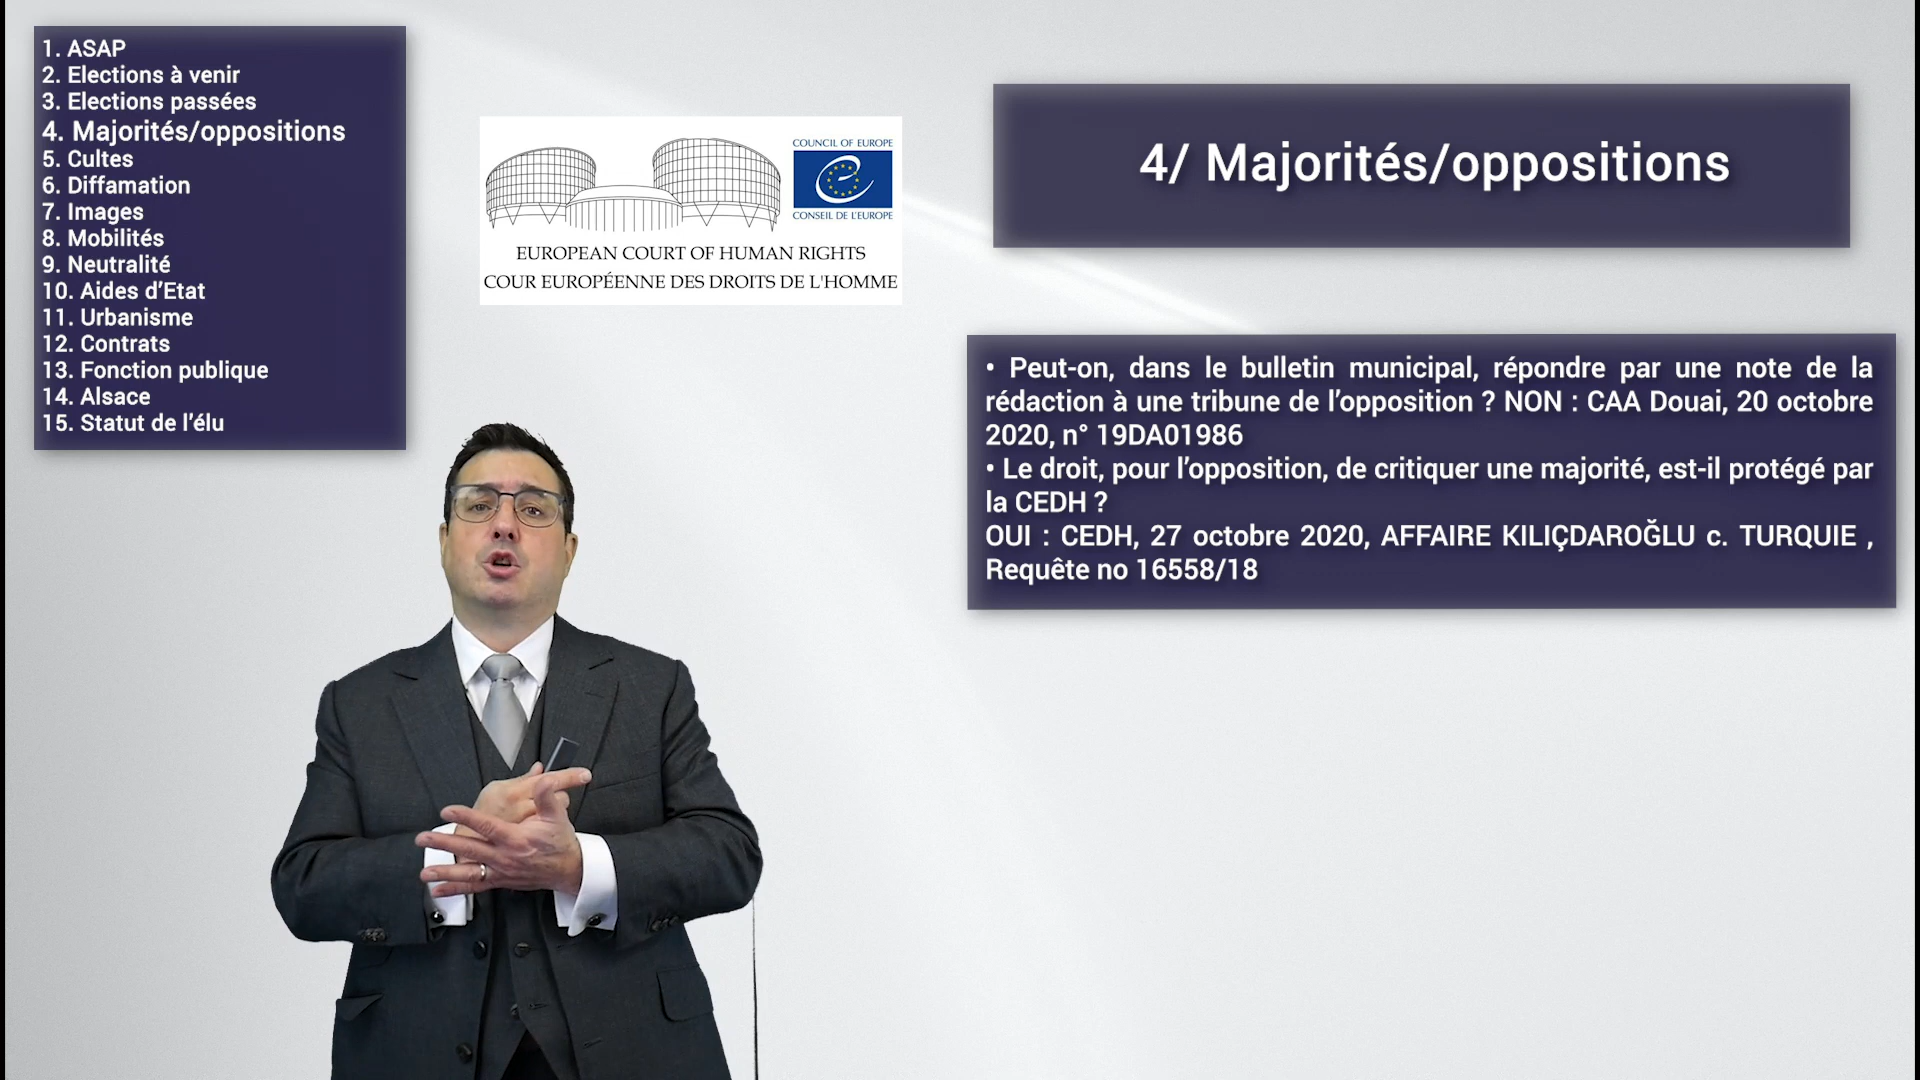 1. ASAP
2. Elections à venir
3. Elections passées
4. Majorités/oppositions
5. Cultes
6. Diffamation
7. Images
8. Mobilités
9. Neutralité
10. Aides d’Etat
11. Urbanisme
12. Contrats
13. Fonction publique
14. Alsace
15. Statut de l’élu
COUNCIL OF EUROPE
CONSEIL DE L'EUROPE
EUROPEAN COURT OF HUMAN RIGHTS
COUR EUROPÉENNE DES DROITS DE L'HOMME
4/ Majorités/oppositions
• Peut-on, dans le bulletin municipal, répondre par une note de la
rédaction à une tribune de l’opposition ? NON : CAA Douai, 20 octobre
2020, n° 19DA01986
• Le droit, pour l’opposition, de critiquer une majorité, est-il protégé par
la CEDH ?
OUI : CEDH, 27 octobre 2020, AFFAIRE KILIÇDAROĞLU c. TURQUIE ,
Requête no 16558/18